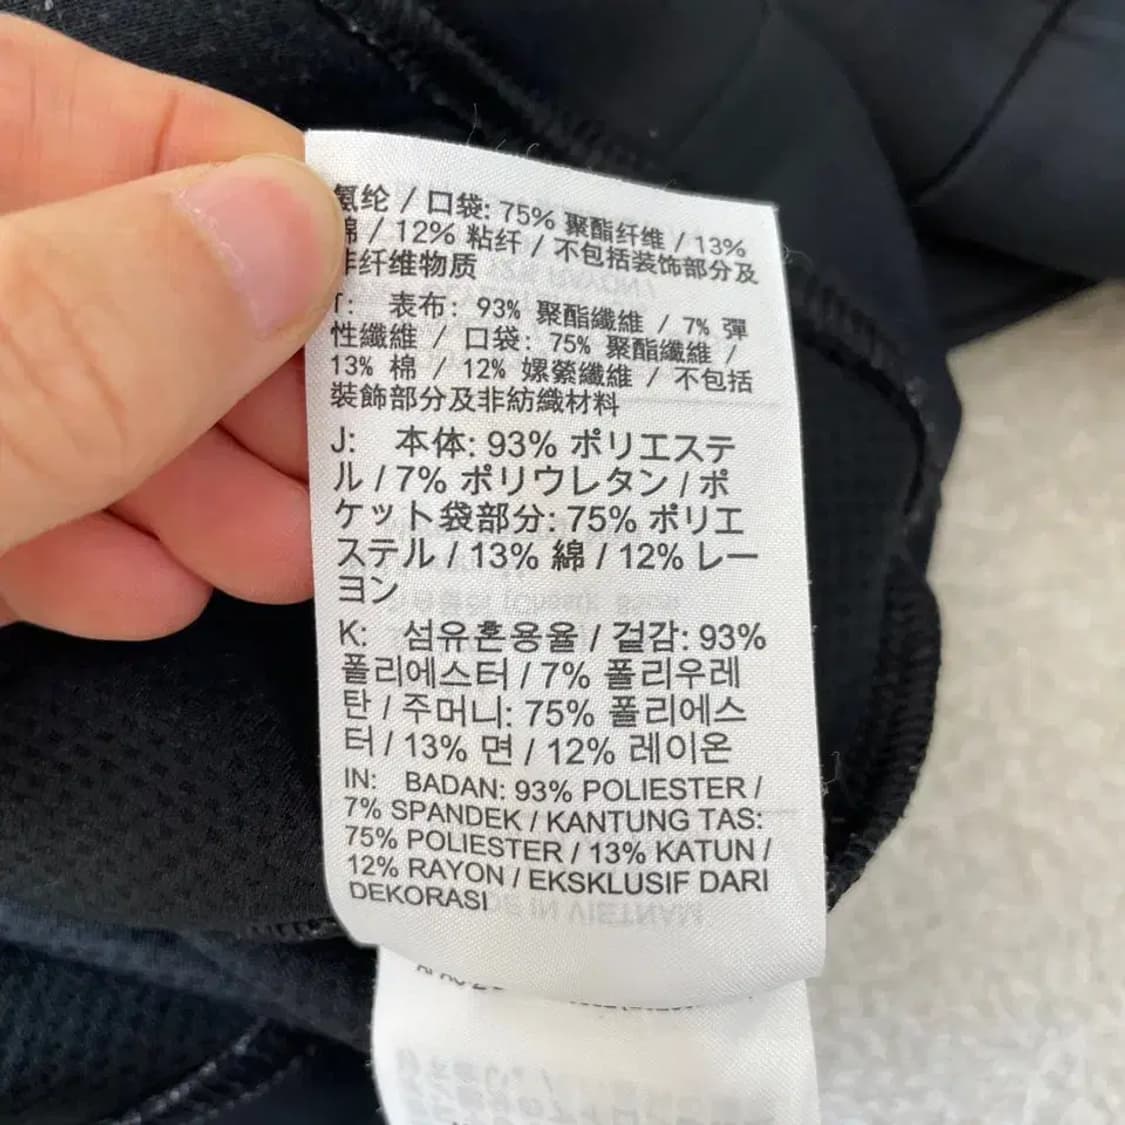 氨纶 / 口袋: 75% 聚酯纤维 / 13%
棉 / 12% 粘纤 / 不包括装饰部分及
非纤维物质
T: 表布: 93% 聚酯纖維 / 7% 彈
性纖維 / 口袋: 75% 聚酯纖維 /
13% 棉 / 12% 嫘縈纖維 / 不包括
裝飾部分及非紡織材料
J: 本体: 93% ポリエステ
ル / 7% ポリウレタン / ポ
ケット袋部分: 75% ポリエ
ステル / 13% 綿 / 12% レー
ヨン
K: 섬유혼용율 / 겉감: 93%
폴리에스터 / 7% 폴리우레
탄 / 주머니: 75% 폴리에스
터 / 13% 면 / 12% 레이온
IN: BADAN: 93% POLIESTER /
7% SPANDEK / KANTUNG TAS:
75% POLIESTER / 13% KATUN /
12% RAYON / EKSKLUSIF DARI
DEKORASI